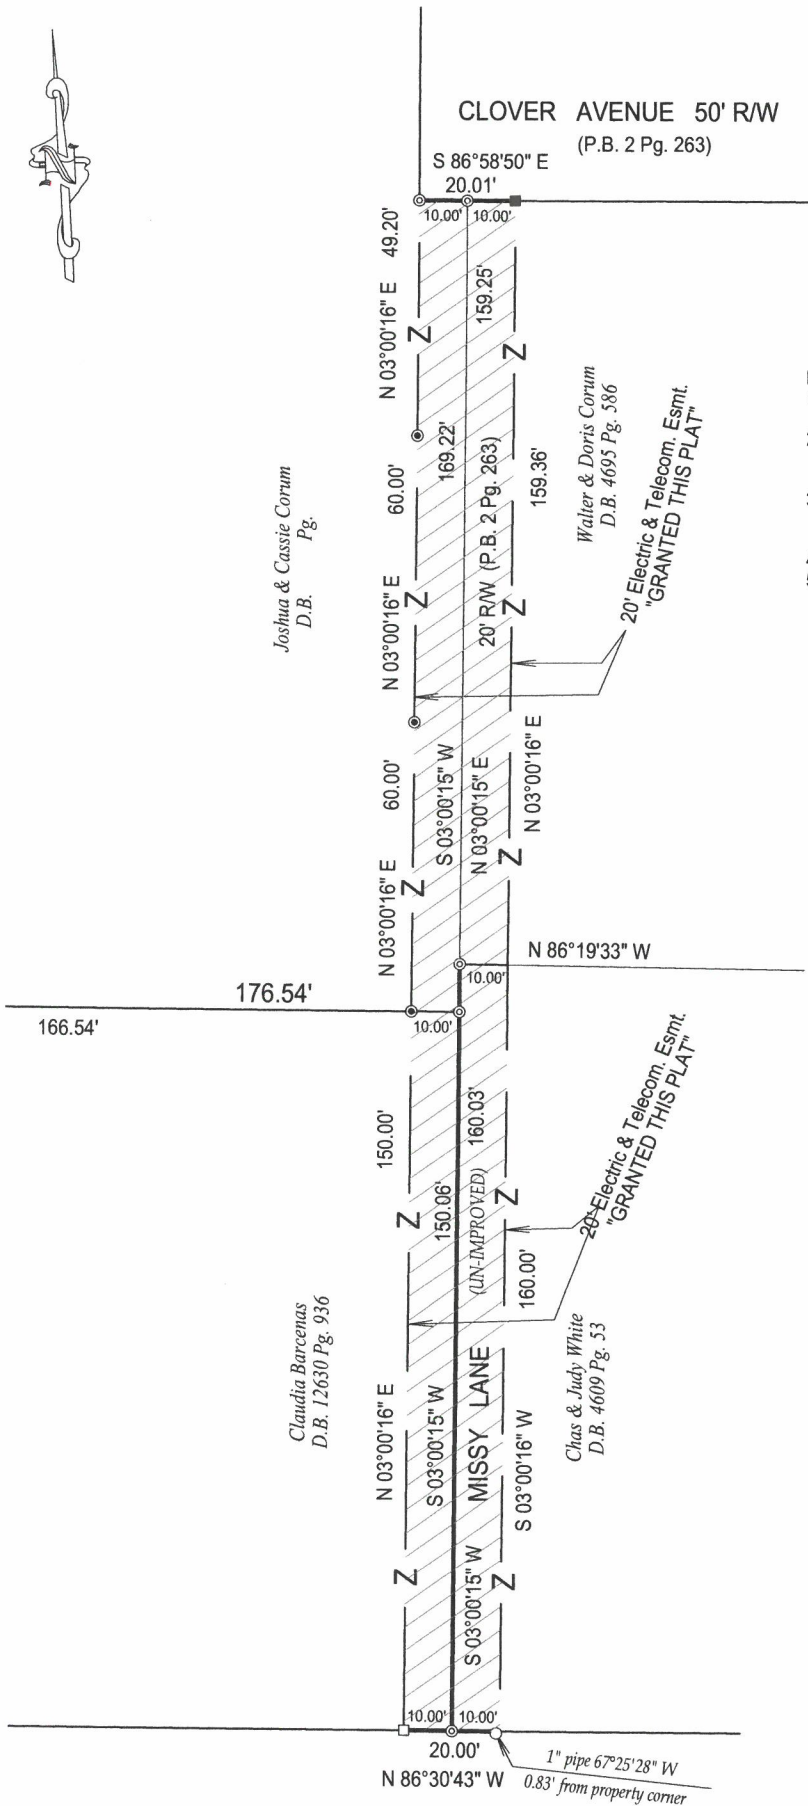 CLOVER AVENUE 50' R/W
(P.B. 2 Pg. 263)
S 86°58'50" E
20.01'
10.00'
10.00'
49.20'
N 03°00'16" E
Z
159.25'
Z
60.00'
169.22'
20' R/W (P.B. 2 Pg. 263)
159.36'
Walter & Doris Corum
D.B. 4695 Pg. 586
20' Electric & Telecom. Esmt.
"GRANTED THIS PLAT"
Joshua & Cassie Corum
D.B. Pg.
N 03°00'16" E
Z
Z
60.00'
S 03°00'15" W
N 03°00'15" E
N 03°00'16" E
N 03°00'16" E
Z
Z
N 86°19'33" W
10.00'
176.54'
166.54'
10.00'
150.00'
160.03'
20' Electric & Telecom. Esmt.
"GRANTED THIS PLAT"
Z
150.06'
(UN-IMPROVED)
Z
160.00'
Claudia Barcenas
D.B. 12630 Pg. 936
Chas & Judy White
D.B. 4609 Pg. 53
N 03°00'16" E
S 03°00'15" W
MISSY LANE
S 03°00'16" W
Z
S 03°00'15" W
Z
10.00'
10.00'
20.00'
N 86°30'43" W
1" pipe 67°25'28" W
0.83' from property corner